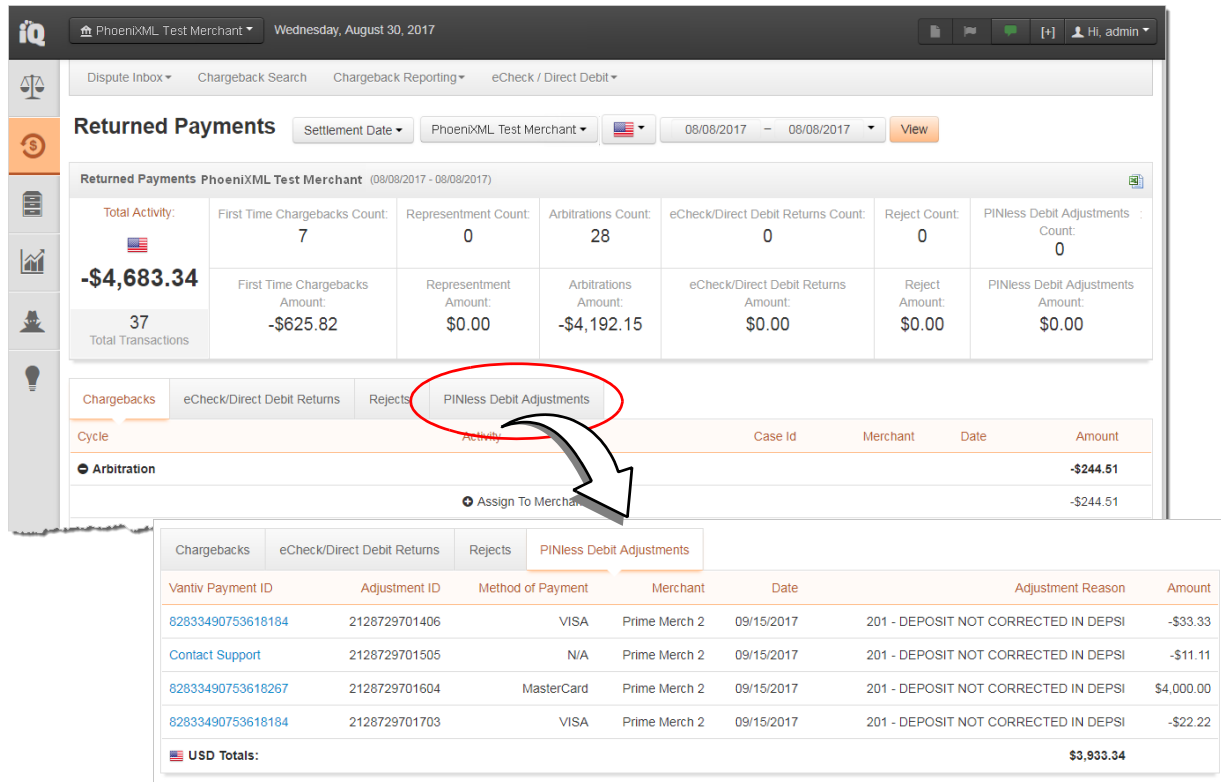 iQ PhoeniXML Test Merchant Wednesday, August 30, 2017 [+] Hi, admin
Dispute Inbox Chargeback Search Chargeback Reporting eCheck / Direct Debit
Returned Payments Settlement Date PhoeniXML Test Merchant 08/08/2017 – 08/08/2017 View
Returned Payments PhoeniXML Test Merchant (08/08/2017 - 08/08/2017)
Total Activity:
-$4,683.34
37
Total Transactions
First Time Chargebacks Count:
7
Representment Count:
0
Arbitrations Count:
28
eCheck/Direct Debit Returns Count:
0
Reject Count:
0
PINless Debit Adjustments :
Count:
0
First Time Chargebacks
Amount:
-$625.82
Representment
Amount:
$0.00
Arbitrations
Amount:
-$4,192.15
eCheck/Direct Debit Returns
Amount:
$0.00
Reject
Amount:
$0.00
PINless Debit Adjustments
Amount:
$0.00
Chargebacks eCheck/Direct Debit Returns Rejects PINless Debit Adjustments
Cycle Activity Case Id Merchant Date Amount
Arbitration -$244.51
Assign To Merchan -$244.51
Chargebacks eCheck/Direct Debit Returns Rejects PINless Debit Adjustments
Vantiv Payment ID Adjustment ID Method of Payment Merchant Date Adjustment Reason Amount
82833490753618184 2128729701406 VISA Prime Merch 2 09/15/2017 201 - DEPOSIT NOT CORRECTED IN DEPSI -$33.33
Contact Support 2128729701505 N/A Prime Merch 2 09/15/2017 201 - DEPOSIT NOT CORRECTED IN DEPSI -$11.11
82833490753618267 2128729701604 MasterCard Prime Merch 2 09/15/2017 201 - DEPOSIT NOT CORRECTED IN DEPSI $4,000.00
82833490753618184 2128729701703 VISA Prime Merch 2 09/15/2017 201 - DEPOSIT NOT CORRECTED IN DEPSI -$22.22
USD Totals: $3,933.34